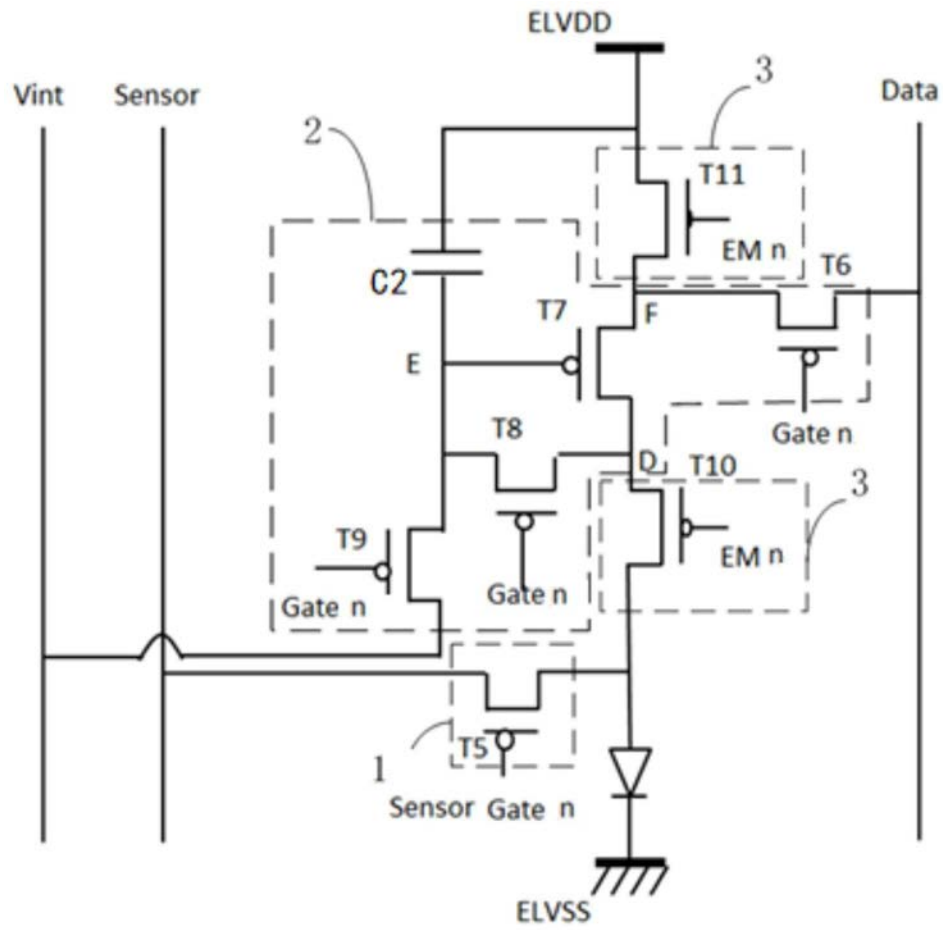 ELVDD
3
Vint
Sensor
Data
2
T11
EM n
T6
C2
T7
F
E
Gate n
T8
D
T10
3
T9
EM n
Gate n
Gate n
1
T5
Sensor Gate n
ELVSS